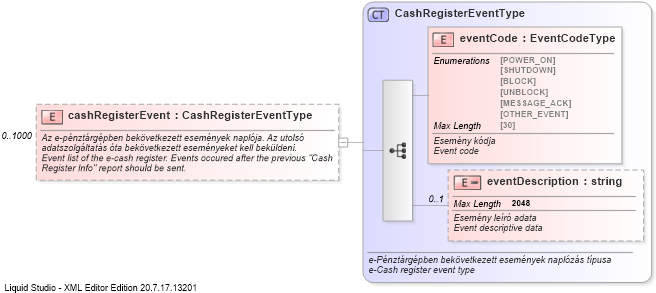 CT CashRegisterEventType
E eventCode : EventCodeType
Enumerations [POWER_ON]
[SHUTDOWN]
[BLOCK]
[UNBLOCK]
[MESSAGE_ACK]
[OTHER_EVENT]
Max Length [30]
Esemény kódja
Event code
E cashRegisterEvent : CashRegisterEventType
0..1000
Az e-pénztárgépben bekövetkezett események naplója. Az utolsó
adatszolgáltatás óta bekövetkezett eseményeket kell beküldeni.
Event list of the e-cash register. Events occured after the previous "Cash
Register Info" report should be sent.
E eventDescription : string
0..1
Max Length 2048
Esemény leíró adata
Event descriptive data
e-Pénztárgépben bekövetkezett események naplózás típusa
e-Cash register event type
Liquid Studio - XML Editor Edition 20.7.17.13201